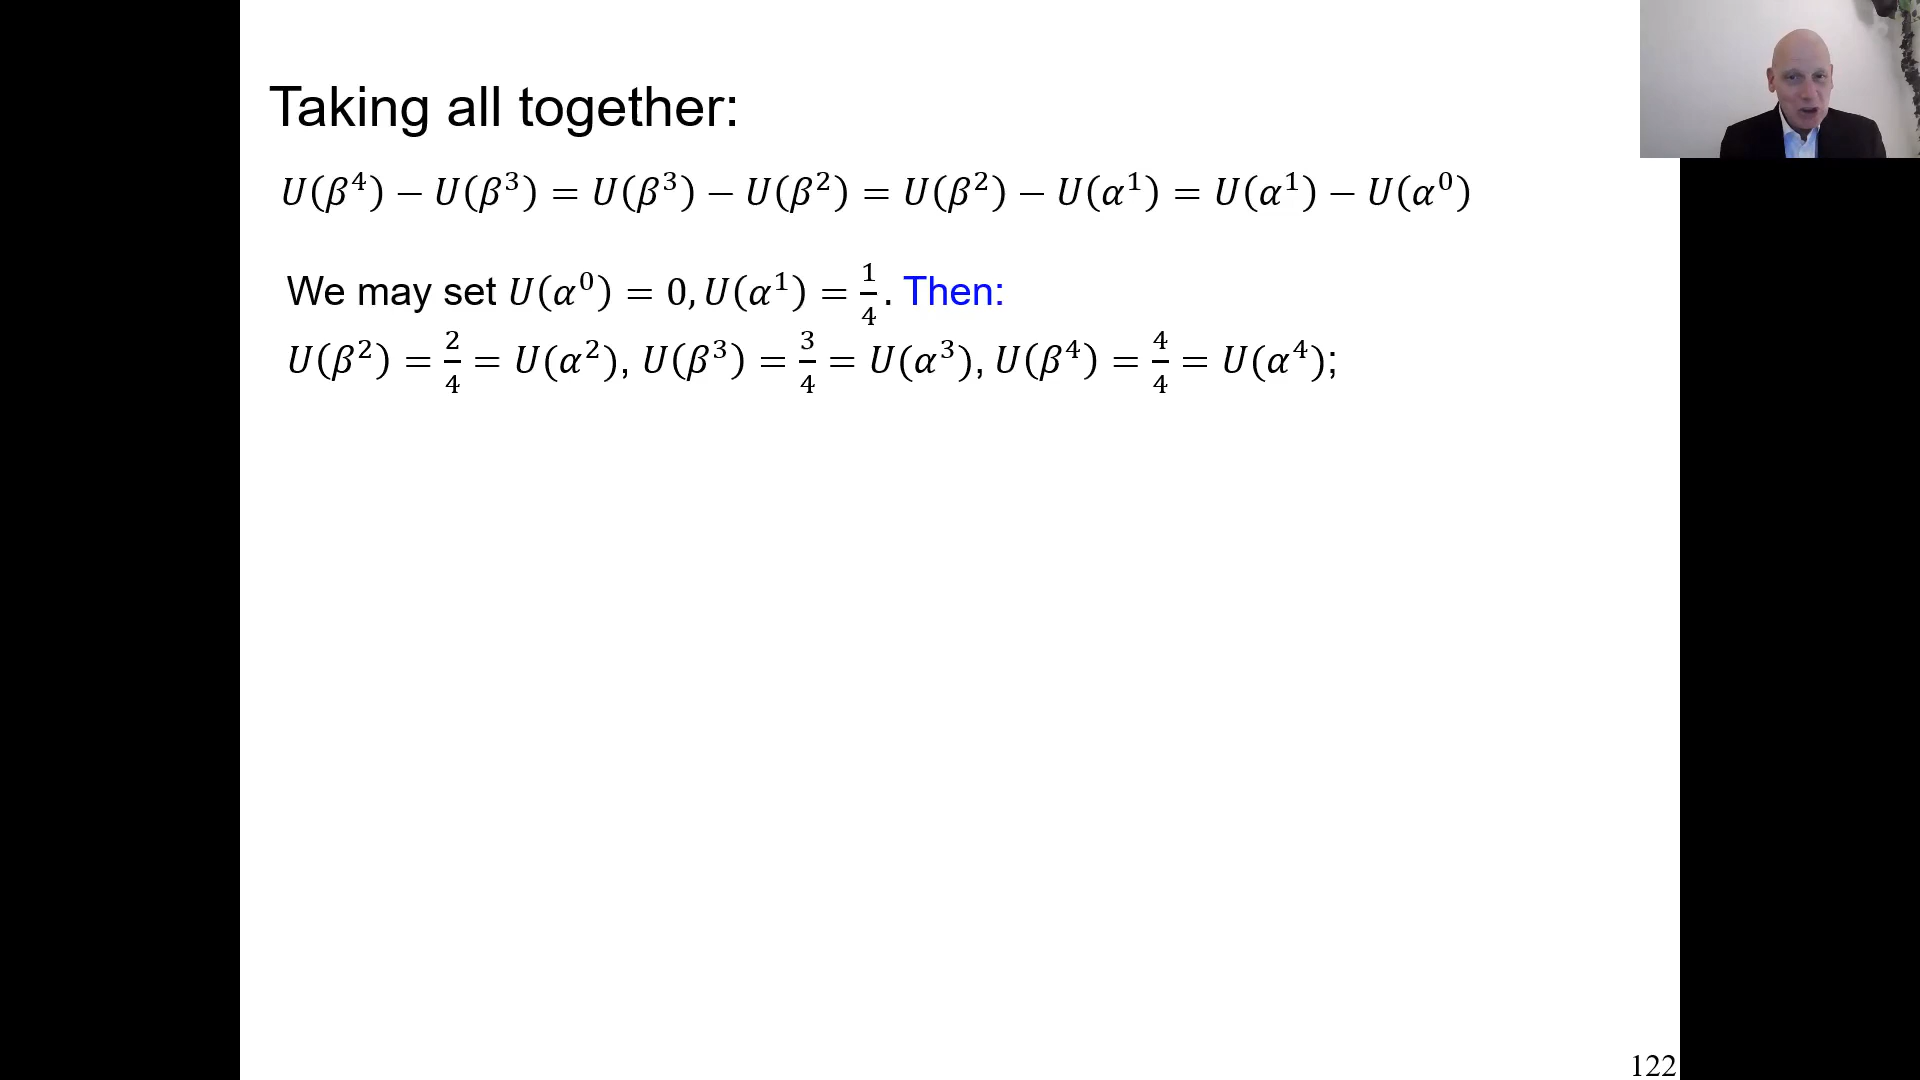 Taking all together:
U(β⁴) − U(β³) = U(β³) − U(β²) = U(β²) − U(α¹) = U(α¹) − U(α⁰)
We may set U(α⁰) = 0, U(α¹) = 1/4. Then:
U(β²) = 2/4 = U(α²), U(β³) = 3/4 = U(α³), U(β⁴) = 4/4 = U(α⁴);
122